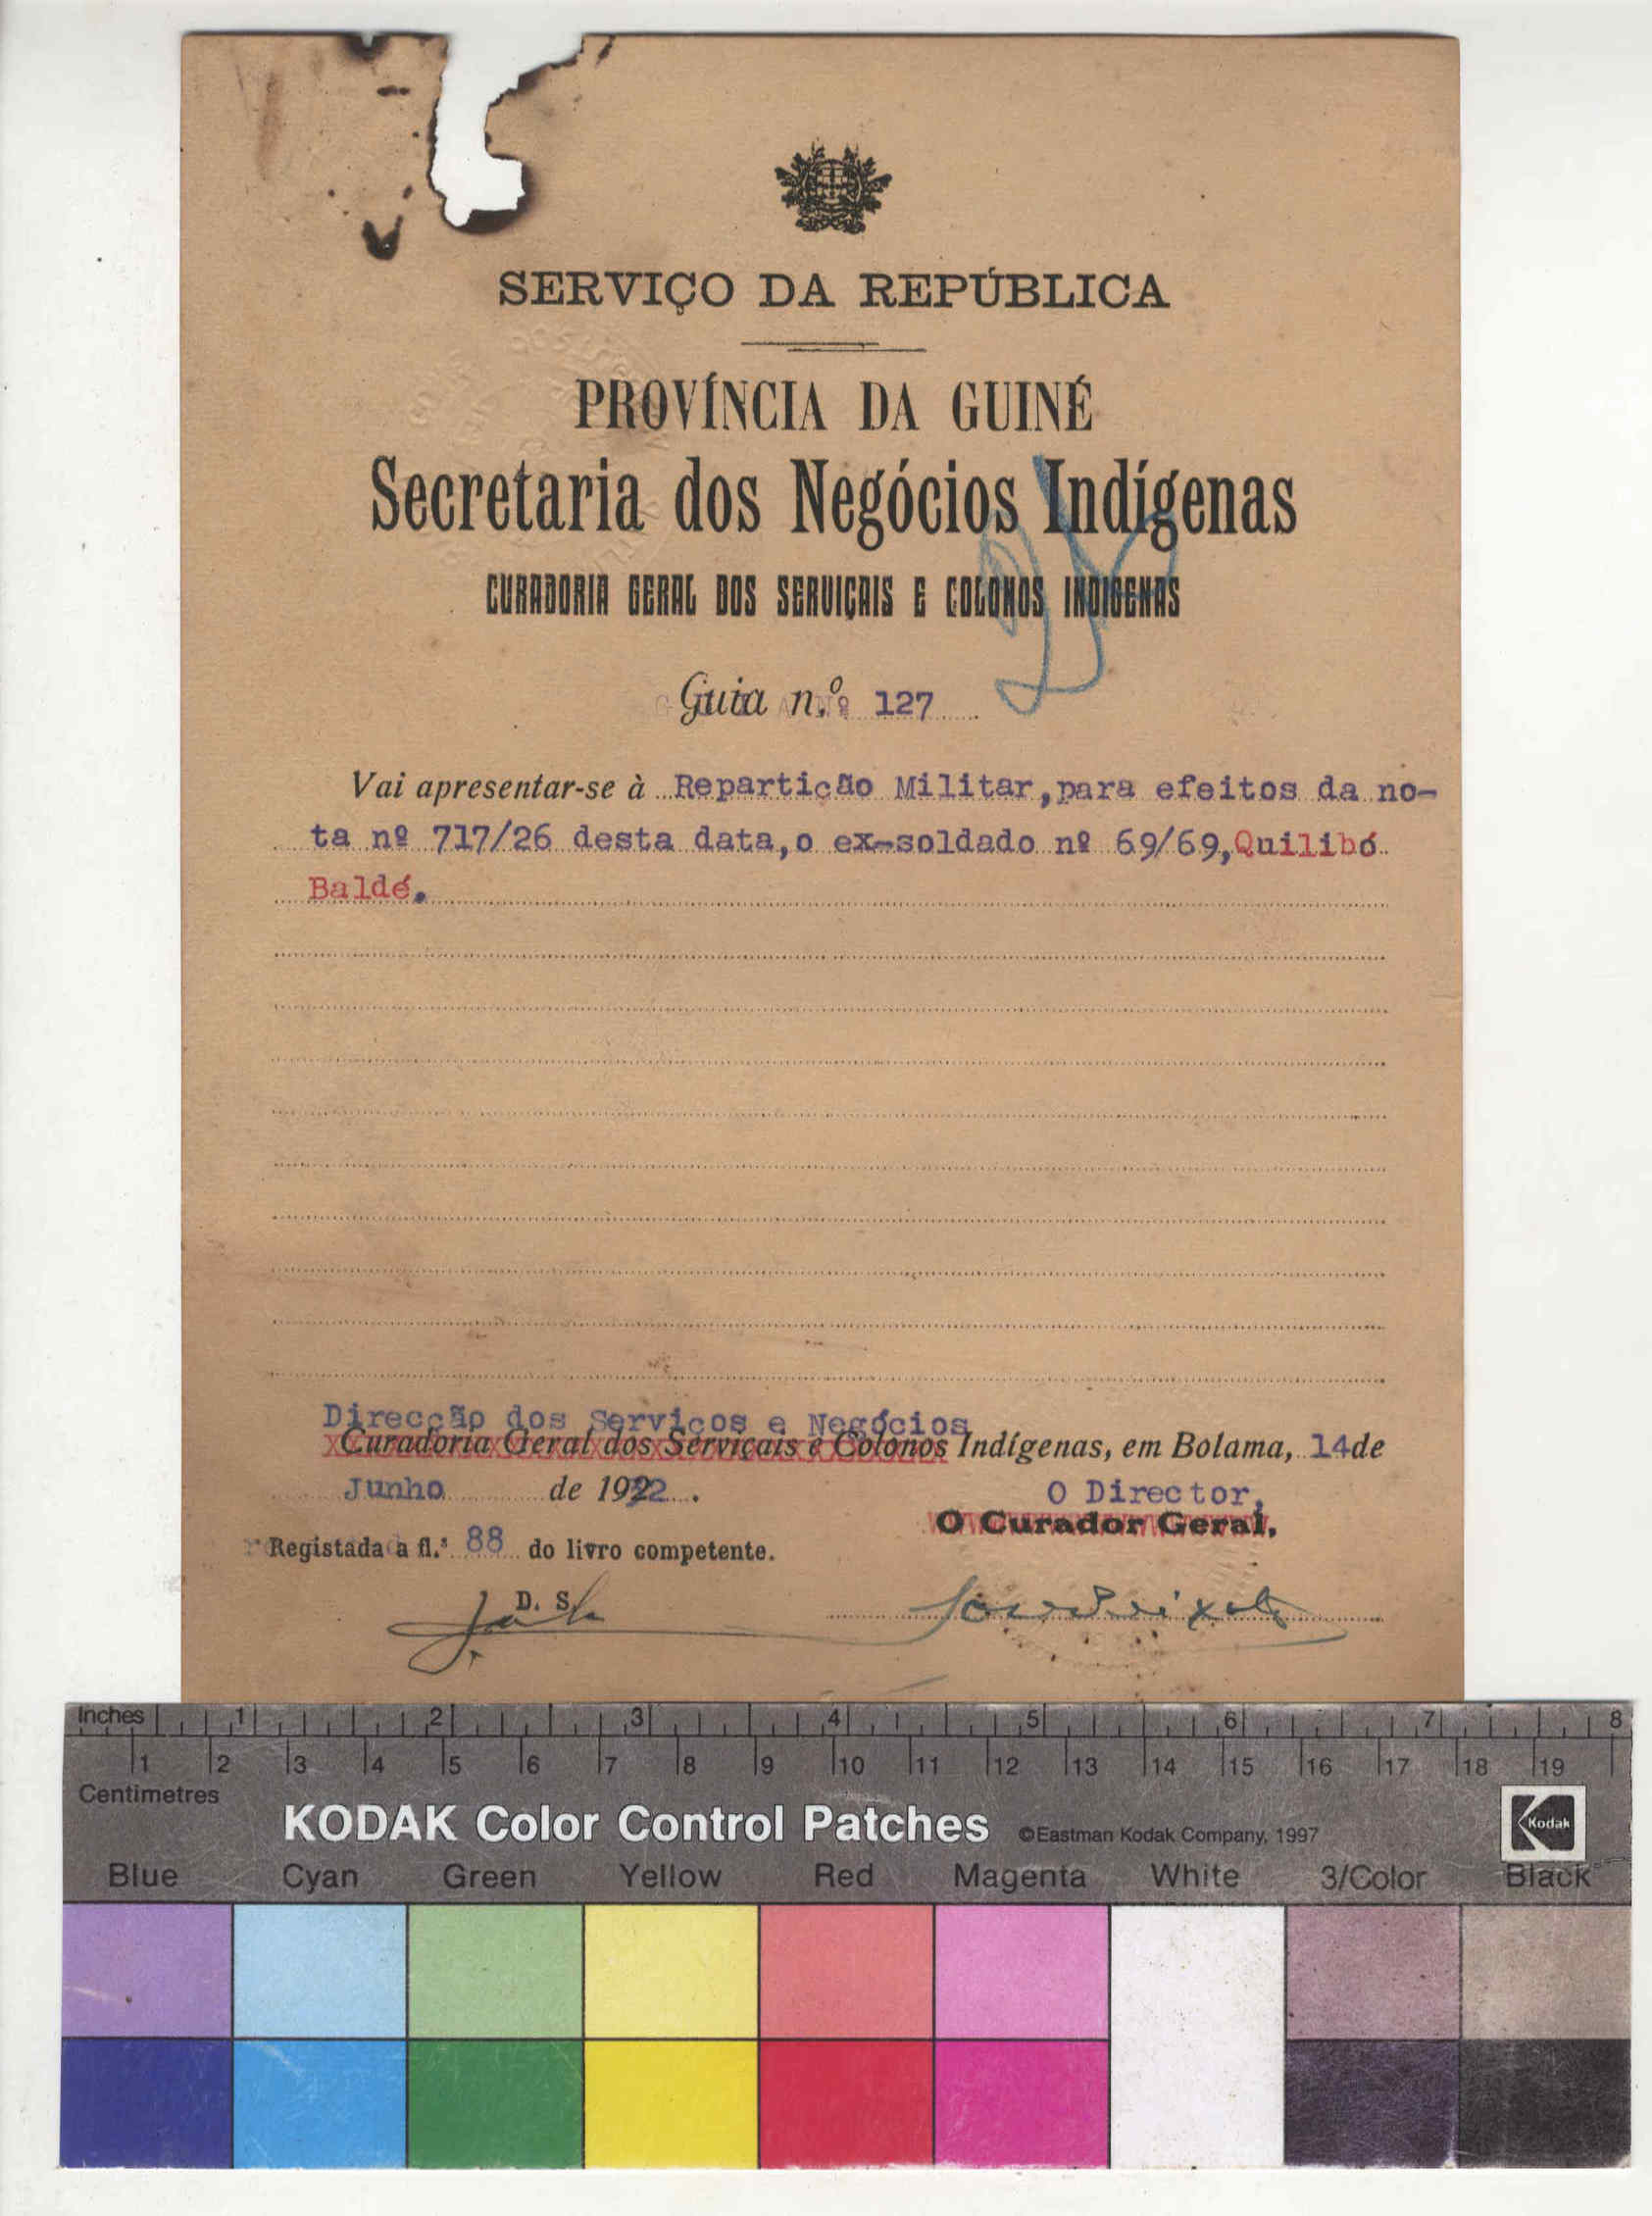 SERVIÇO DA REPÚBLICA
PROVÍNCIA DA GUINÉ
Secretaria dos Negócios Indígenas
CURADORIA GERAL DOS SERVIÇAIS E COLONOS INDIGENAS
Guia n.º 127
Vai apresentar-se à Repartição Militar,para efeitos da no-
ta nº 717/26 desta data,o ex-soldado nº 69/69,Quilibó
Baldé.
Direcção dos Serviços e Negócios
Curadoria Geral dos Serviçais e Colonos Indígenas, em Bolama, 14 de
Junho de 1922.
O Director,
O Curador Geral,
Registada a fl.ˢ 88 do livro competente.
D. S.
Inches 1 2 3 4 5 6 7 8
1 2 3 4 5 6 7 8 9 10 11 12 13 14 15 16 17 18 19
Centimetres
KODAK Color Control Patches ©Eastman Kodak Company, 1997 Kodak
Blue Cyan Green Yellow Red Magenta White 3/Color Black